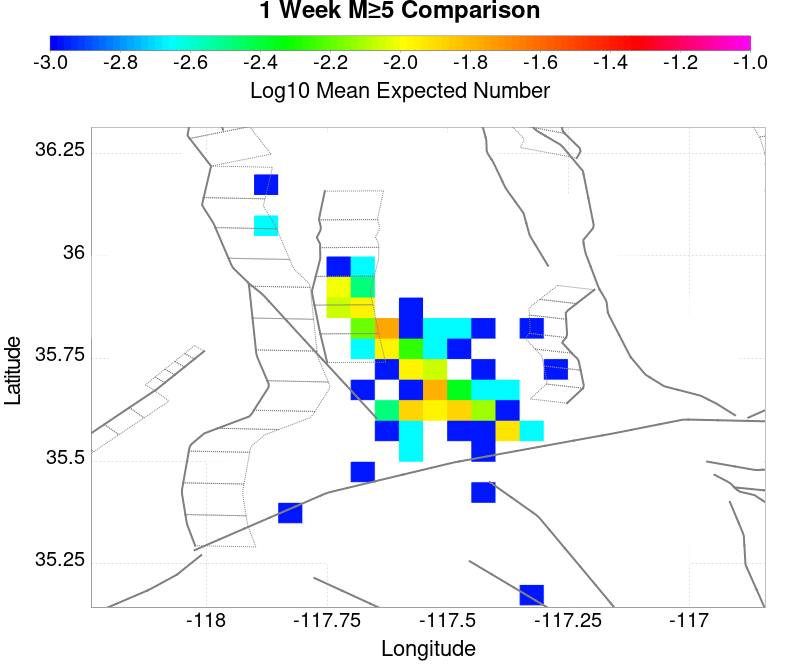 1 Week M≥5 Comparison
-3.0 -2.8 -2.6 -2.4 -2.2 -2.0 -1.8 -1.6 -1.4 -1.2 -1.0
Log10 Mean Expected Number
36.25
36
35.75
35.5
35.25
Latitude
-118 -117.75 -117.5 -117.25 -117
Longitude